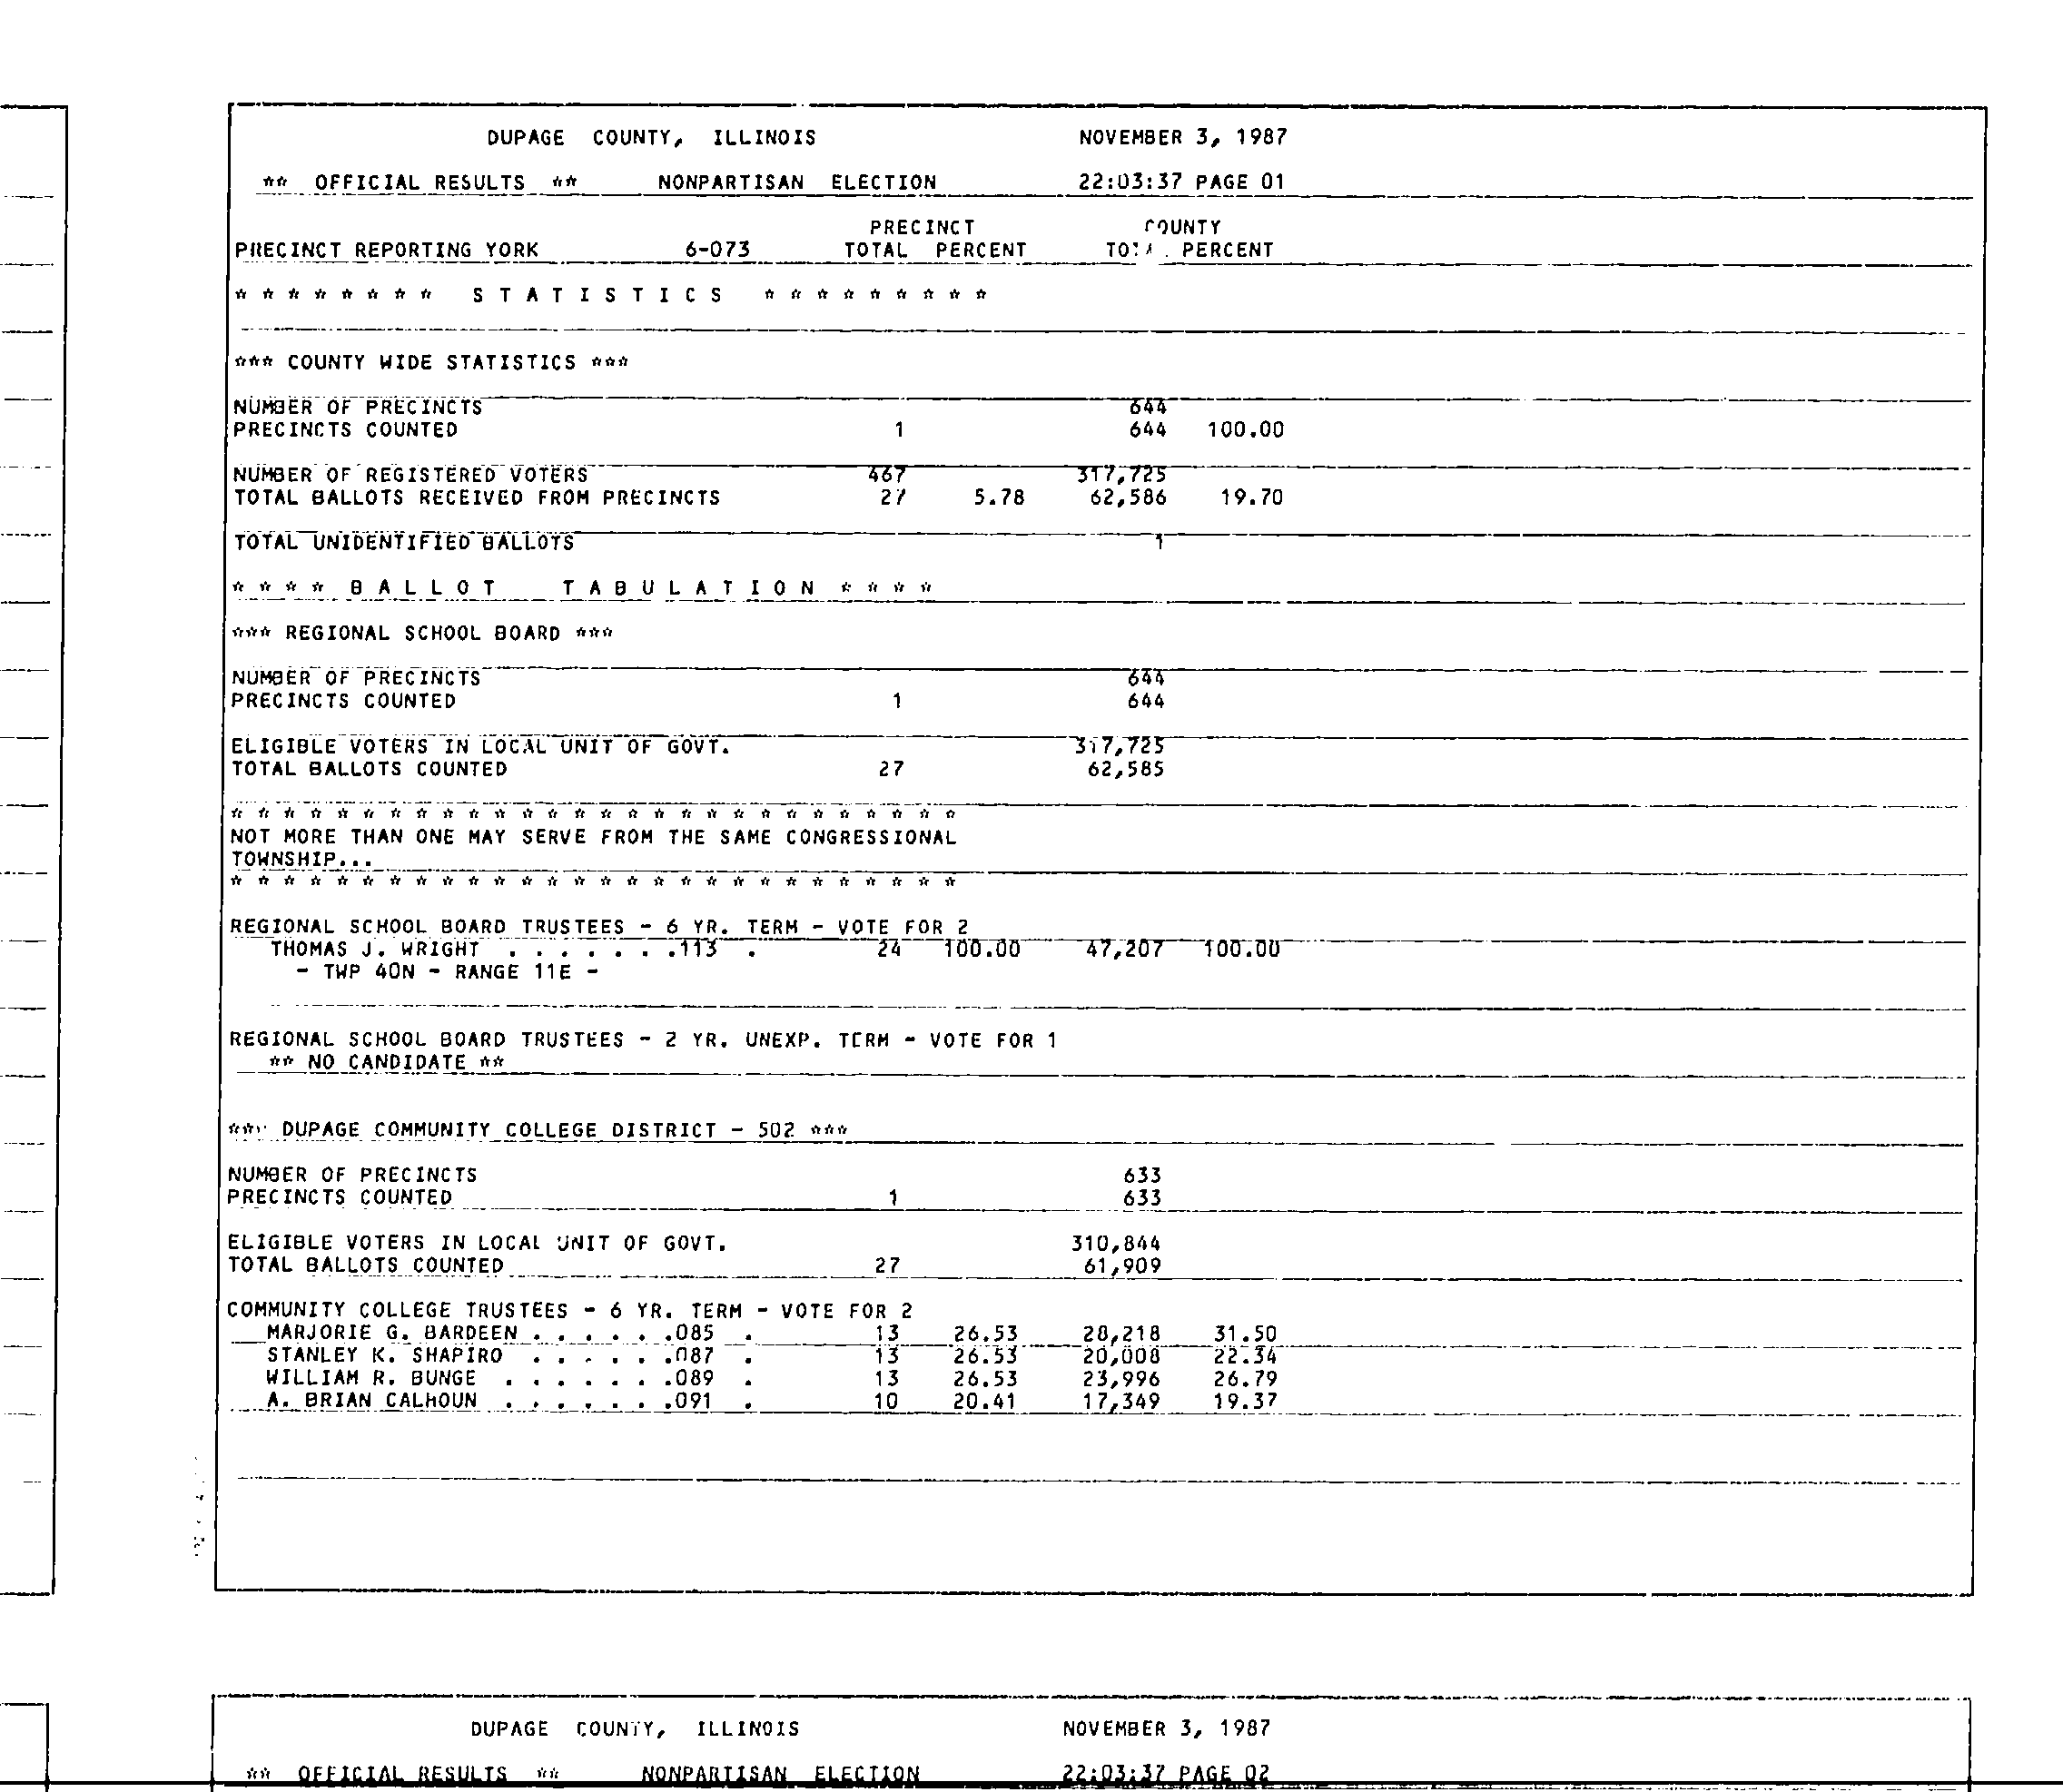 DUPAGE COUNTY, ILLINOIS NOVEMBER 3, 1987
** OFFICIAL RESULTS ** NONPARTISAN ELECTION 22:03:37 PAGE 01
PRECINCT COUNTY
PRECINCT REPORTING YORK 6-073 TOTAL PERCENT TOTAL PERCENT
* * * * * * * * S T A T I S T I C S * * * * * * * * *
*** COUNTY WIDE STATISTICS ***
NUMBER OF PRECINCTS 644
PRECINCTS COUNTED 1 644 100.00
NUMBER OF REGISTERED VOTERS 467 317,725
TOTAL BALLOTS RECEIVED FROM PRECINCTS 27 5.78 62,586 19.70
TOTAL UNIDENTIFIED BALLOTS 1
* * * * B A L L O T T A B U L A T I O N * * * *
*** REGIONAL SCHOOL BOARD ***
NUMBER OF PRECINCTS 644
PRECINCTS COUNTED 1 644
ELIGIBLE VOTERS IN LOCAL UNIT OF GOVT. 317,725
TOTAL BALLOTS COUNTED 27 62,585
* * * * * * * * * * * * * * * * * * * * * * * * * * * *
NOT MORE THAN ONE MAY SERVE FROM THE SAME CONGRESSIONAL
TOWNSHIP...
* * * * * * * * * * * * * * * * * * * * * * * * * * * *
REGIONAL SCHOOL BOARD TRUSTEES - 6 YR. TERM - VOTE FOR 2
THOMAS J. WRIGHT . . . . . . .113 . 24 100.00 47,207 100.00
- TWP 40N - RANGE 11E -
REGIONAL SCHOOL BOARD TRUSTEES - 2 YR. UNEXP. TERM - VOTE FOR 1
** NO CANDIDATE **
*** DUPAGE COMMUNITY COLLEGE DISTRICT - 502 ***
NUMBER OF PRECINCTS 633
PRECINCTS COUNTED 1 633
ELIGIBLE VOTERS IN LOCAL UNIT OF GOVT. 310,844
TOTAL BALLOTS COUNTED 27 61,909
COMMUNITY COLLEGE TRUSTEES - 6 YR. TERM - VOTE FOR 2
MARJORIE G. BARDEEN . . . . . .085 . 13 26.53 28,218 31.50
STANLEY K. SHAPIRO . . . . . .087 . 13 26.53 20,008 22.34
WILLIAM R. BUNGE . . . . . . .089 . 13 26.53 23,996 26.79
A. BRIAN CALHOUN . . . . . . .091 . 10 20.41 17,349 19.37
DUPAGE COUNTY, ILLINOIS NOVEMBER 3, 1987
** OFFICIAL RESULTS ** NONPARTISAN ELECTION 22:03:37 PAGE 02